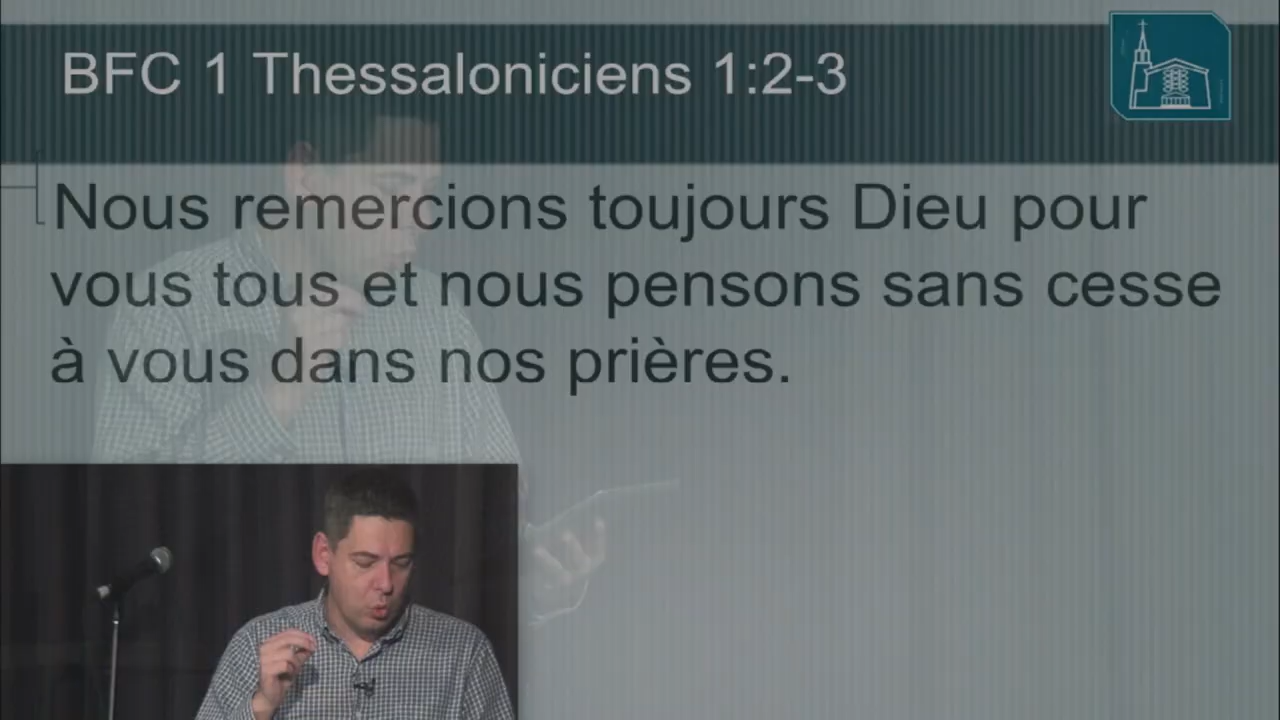 BFC 1 Thessaloniciens 1:2-3
Nous remercions toujours Dieu pour
vous tous et nous pensons sans cesse
à vous dans nos prières.